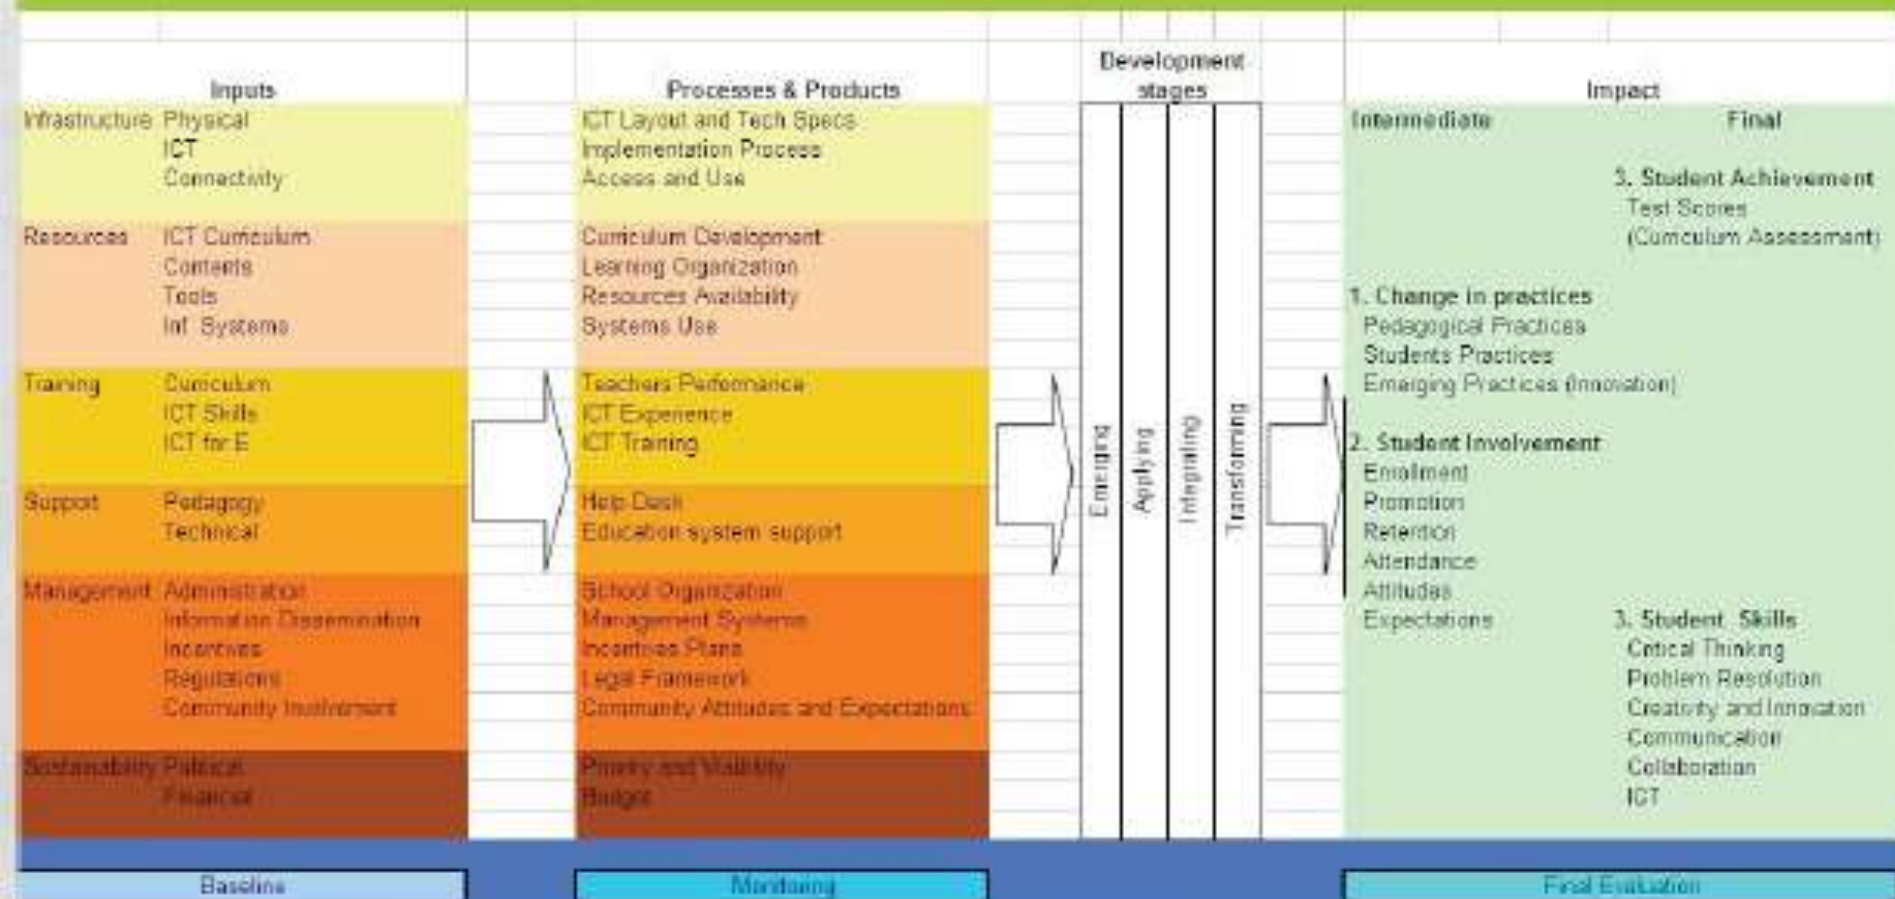 Inputs
Infrastructure Physical
ICT
Connectivity
Resources ICT Curriculum
Contents
Tools
Inf Systems
Training Curriculum
ICT Skills
ICT for E
Support Pedagogy
Technical
Management Administration
Information Dissemination
Incentives
Regulations
Community Involvement
Sustainability Political
Financial
Baseline
Processes & Products
ICT Layout and Tech Specs
Implementation Process
Access and Use
Curriculum Development
Learning Organization
Resources Availability
Systems Use
Teachers Performance
ICT Experience
ICT Training
Help Desk
Education system support
School Organization
Management Systems
Incentives Plans
Legal Framework
Community Attitudes and Expectations
Priority and Visibility
Budget
Monitoring
Development
stages
Emerging
Applying
Integrating
Transforming
Impact
Intermediate
1. Change in practices
Pedagogical Practices
Students Practices
Emerging Practices (Innovation)
2. Student Involvement
Enrollment
Promotion
Retention
Attendance
Attitudes
Expectations
Final
3. Student Achievement
Test Scores
(Curriculum Assessment)
3. Student Skills
Critical Thinking
Problem Resolution
Creativity and Innovation
Communication
Collaboration
ICT
Final Evaluation